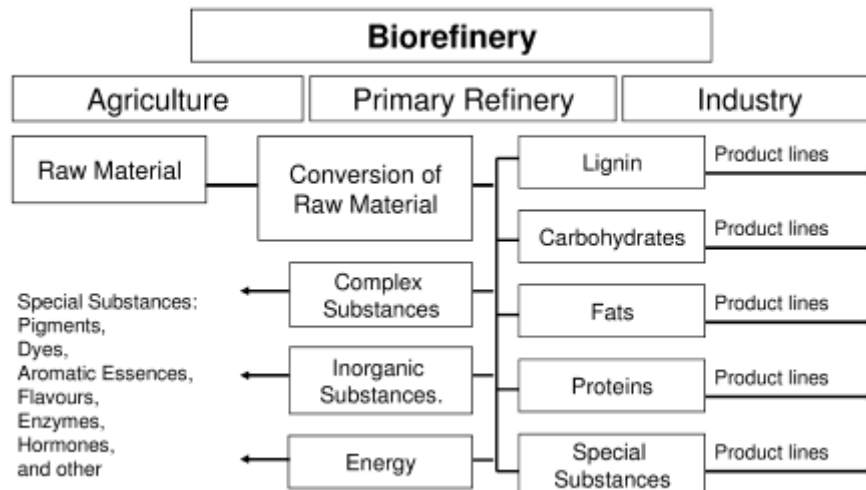 Biorefinery
Agriculture
Primary Refinery
Industry
Raw Material
Conversion of
Raw Material
Lignin
Product lines
Carbohydrates
Product lines
Complex
Substances
Fats
Product lines
Inorganic
Substances.
Proteins
Product lines
Energy
Special
Substances
Product lines
Special Substances:
Pigments,
Dyes,
Aromatic Essences,
Flavours,
Enzymes,
Hormones,
and other